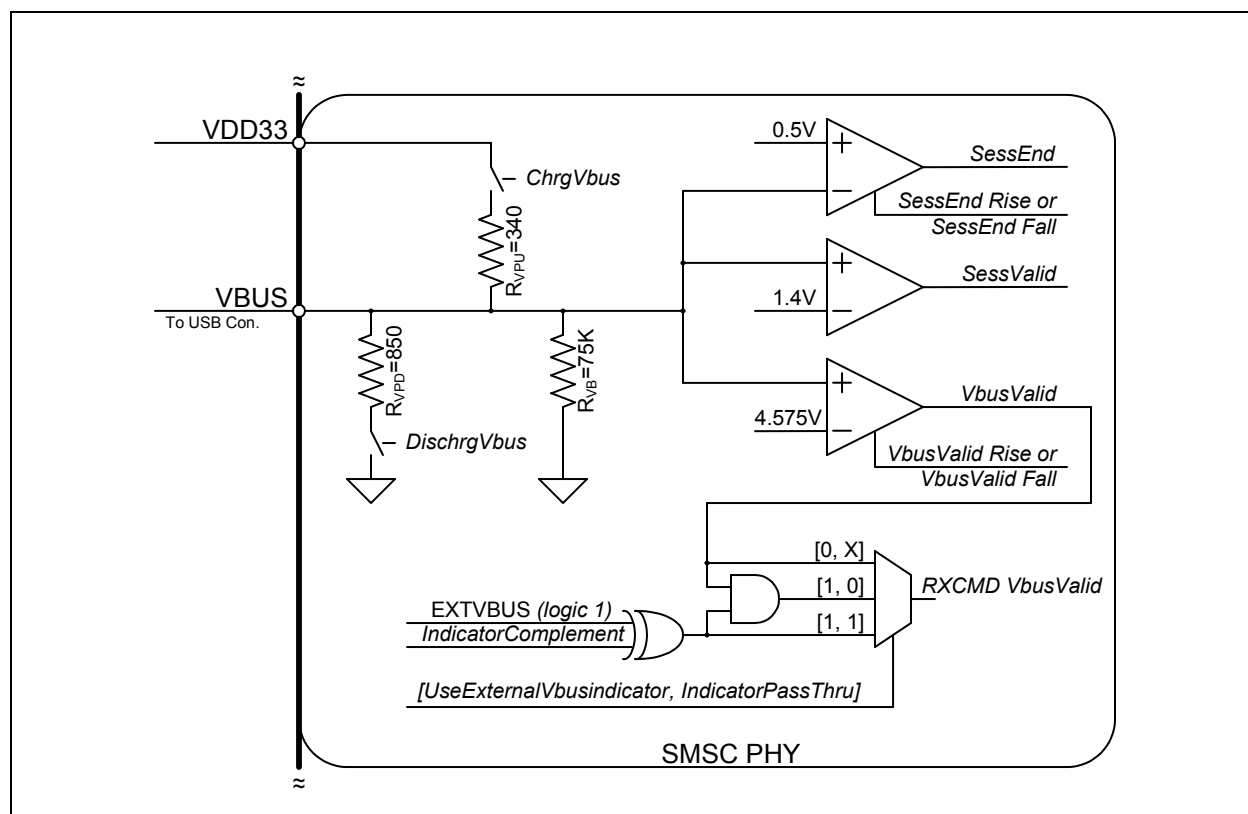 ≈
VDD33
0.5V
SessEnd
ChrgVbus
SessEnd Rise or
SessEnd Fall
RVPU=340
SessValid
VBUS
1.4V
To USB Con.
RVPD=850
RVB=75K
VbusValid
4.575V
DischrgVbus
VbusValid Rise or
VbusValid Fall
[0, X]
[1, 0]
RXCMD VbusValid
EXTVBUS (logic 1)
[1, 1]
IndicatorComplement
[UseExternalVbusindicator, IndicatorPassThru]
SMSC PHY
≈